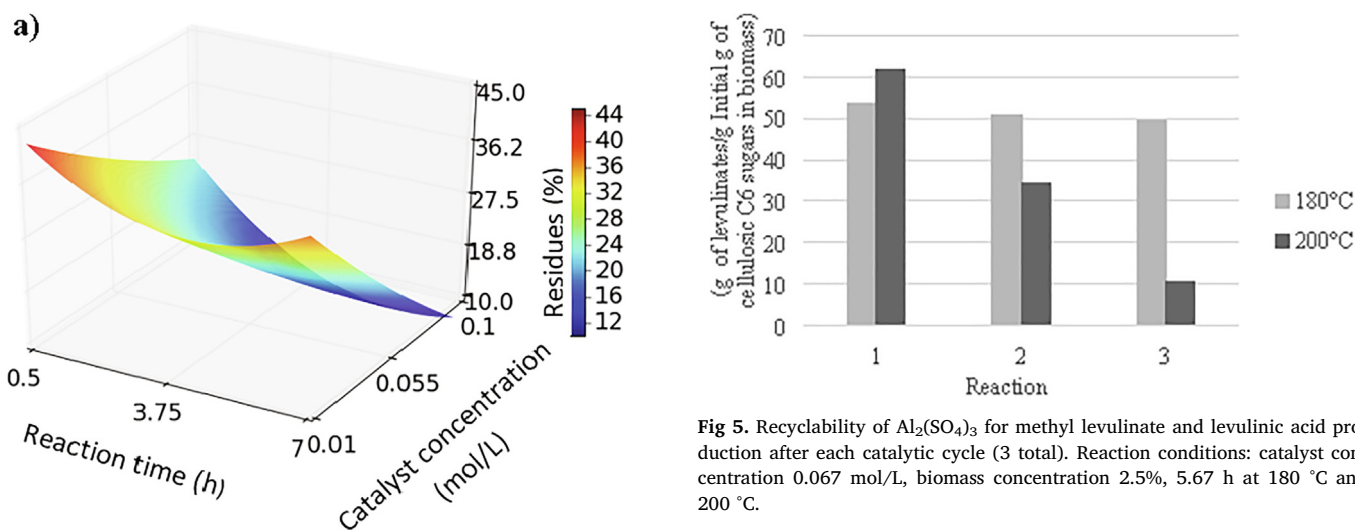 a)
45.0
36.2
27.5
18.8
10.0
0.1
0.055
0.01
0.5
3.75
7
Reaction time (h)
Catalyst concentration
(mol/L)
Residues (%)
44
40
36
32
28
24
20
16
12
(g of levulinates/g Initial g of
cellulosic C6 sugars in biomass)
70
60
50
40
30
20
10
0
1 2 3
Reaction
180°C
200°C
Fig 5. Recyclability of Al₂(SO₄)₃ for methyl levulinate and levulinic acid pro
duction after each catalytic cycle (3 total). Reaction conditions: catalyst con
centration 0.067 mol/L, biomass concentration 2.5%, 5.67 h at 180 °C an
200 °C.